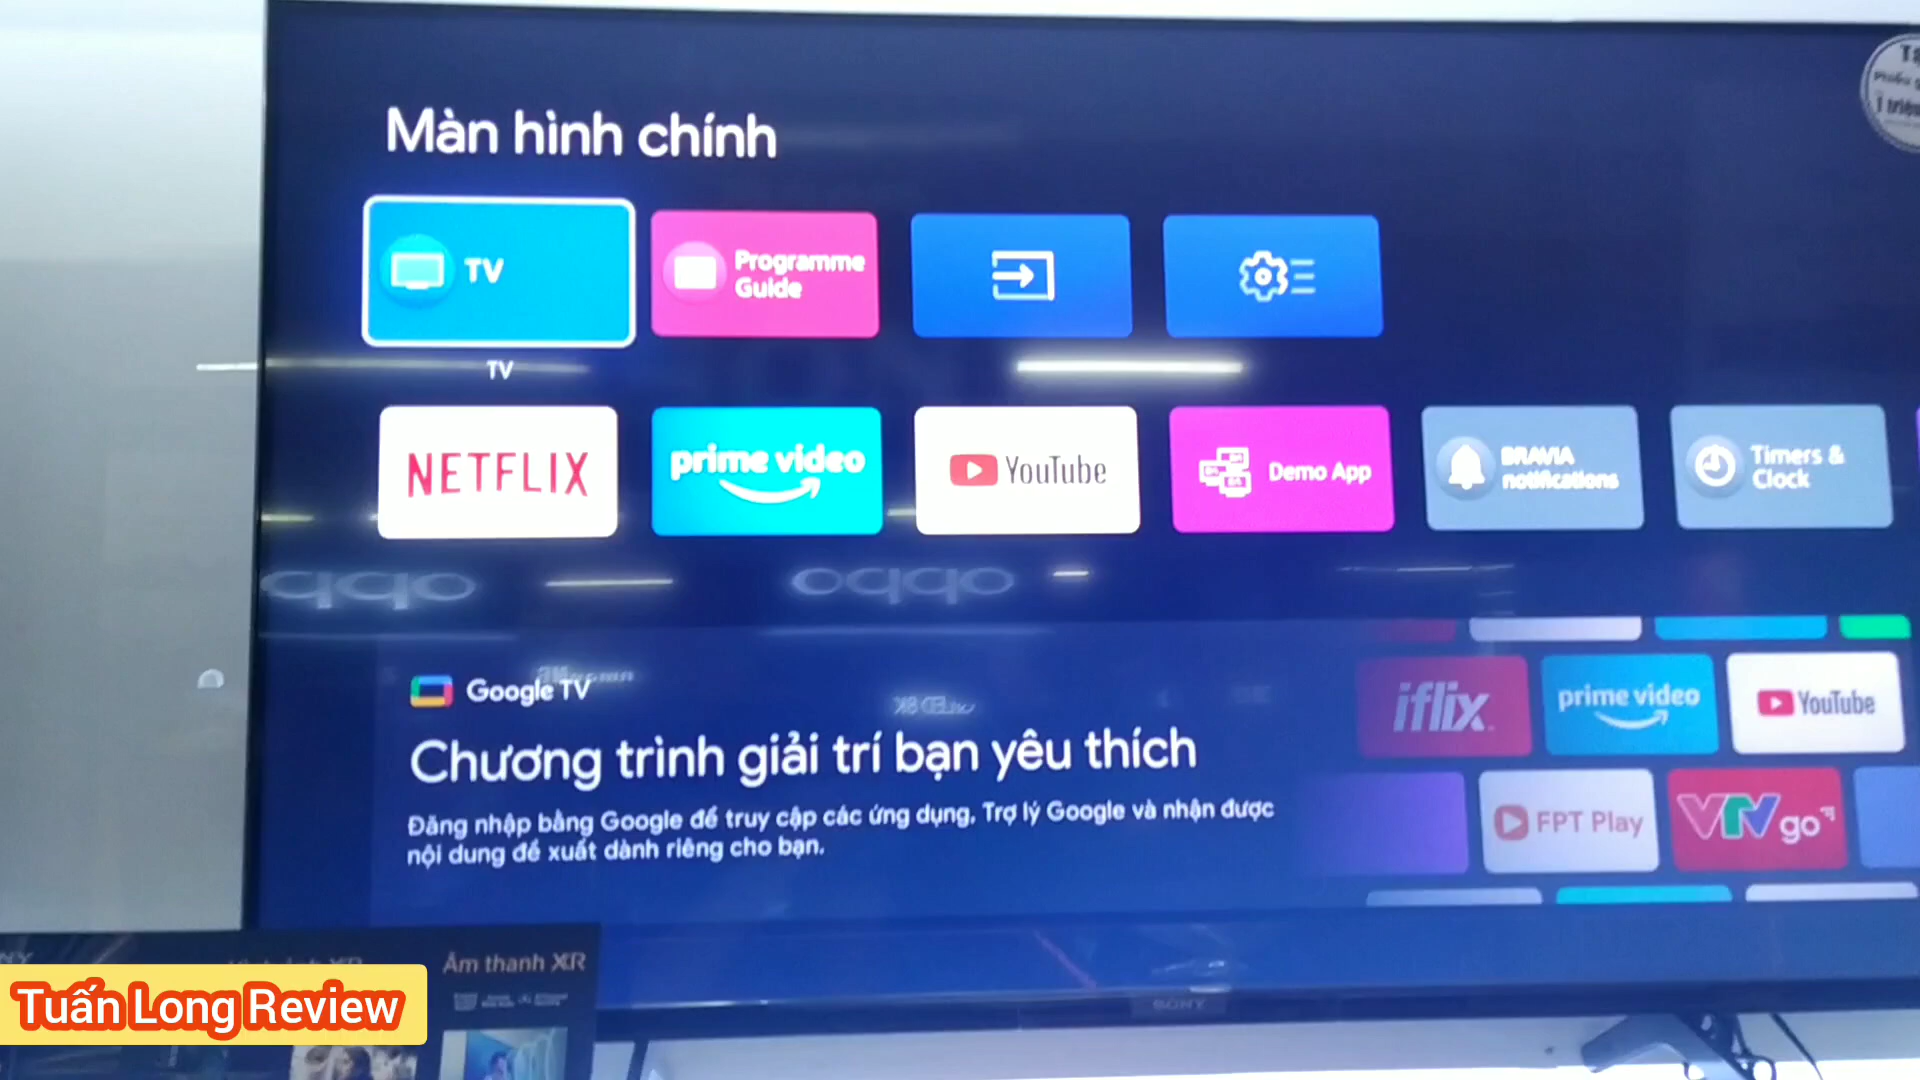 Màn hình chính
TV
Programme
Guide
TV
NETFLIX
prime video
YouTube
Demo App
BRAVIA
notifications
Timers &
Clock
oppo
oppo
Google TV
Chương trình giải trí bạn yêu thích
Đăng nhập bằng Google để truy cập các ứng dụng, Trợ lý Google và nhận được
nội dung đề xuất dành riêng cho bạn.
iflix
prime video
YouTube
FPT Play
VTV go
SONY
Âm thanh XR
Tuấn Long Review